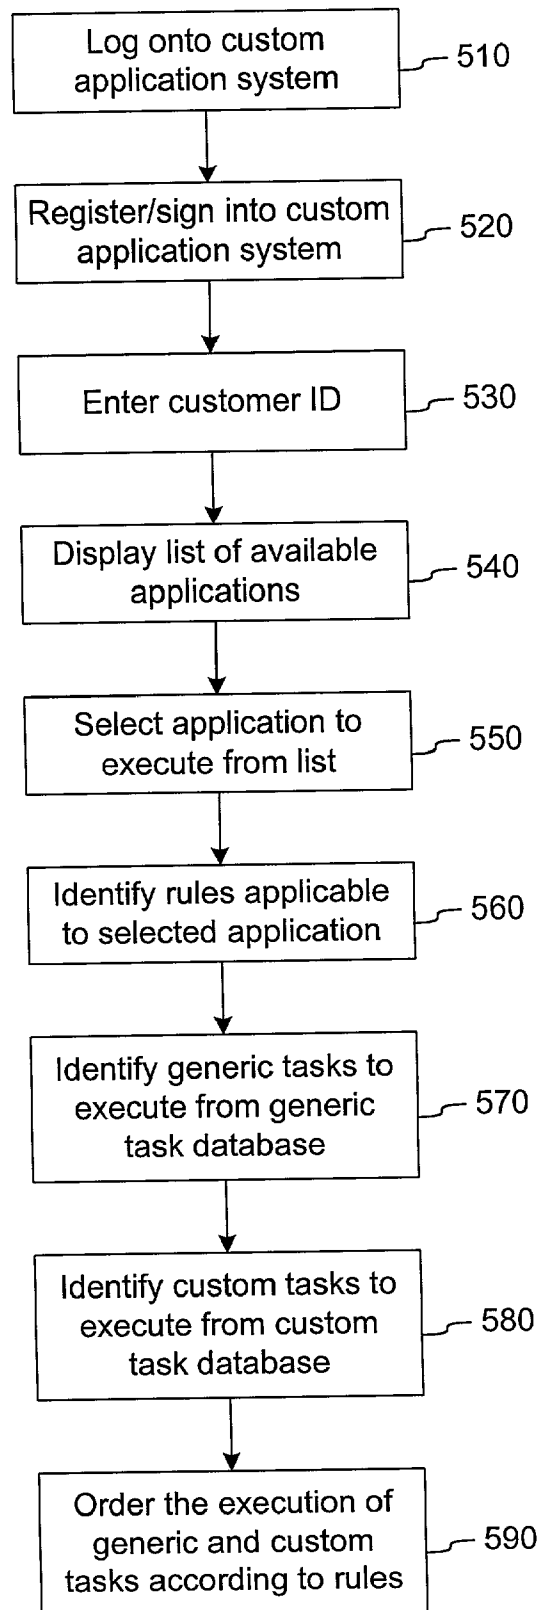 Log onto custom
application system
510
Register/sign into custom
application system
520
Enter customer ID
530
Display list of available
applications
540
Select application to
execute from list
550
Identify rules applicable
to selected application
560
Identify generic tasks to
execute from generic
task database
570
Identify custom tasks to
execute from custom
task database
580
Order the execution of
generic and custom
tasks according to rules
590